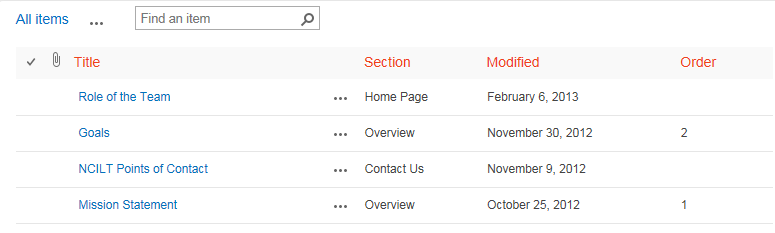 All items ... Find an item
Title Section Modified Order
Role of the Team ... Home Page February 6, 2013
Goals ... Overview November 30, 2012 2
NCILT Points of Contact ... Contact Us November 9, 2012
Mission Statement ... Overview October 25, 2012 1